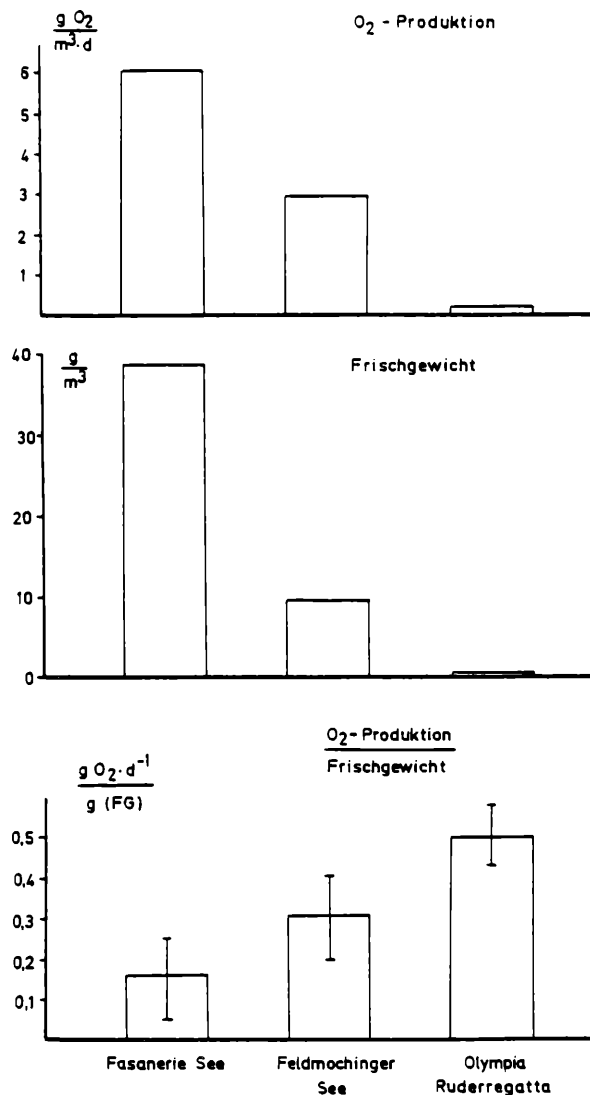 g O₂
m³·d
O₂ - Produktion
6
5
4
3
2
1
g
m³
Frischgewicht
40
30
20
10
0
O₂-Produktion
Frischgewicht
g O₂·d⁻¹
g (FG)
0,5
0,4
0,3
0,2
0,1
Fasanerie See
Feldmochinger
See
Olympia
Ruderregatta